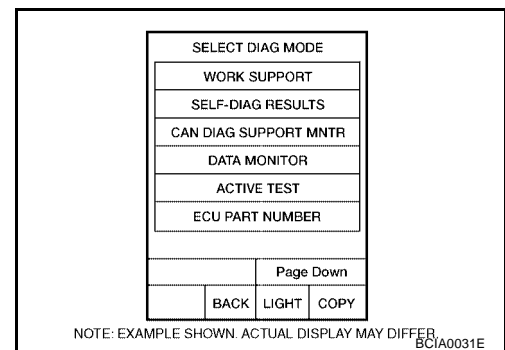 SELECT DIAG MODE
WORK SUPPORT
SELF-DIAG RESULTS
CAN DIAG SUPPORT MNTR
DATA MONITOR
ACTIVE TEST
ECU PART NUMBER
Page Down
BACK LIGHT COPY
NOTE: EXAMPLE SHOWN. ACTUAL DISPLAY MAY DIFFER.
BCIA0031E